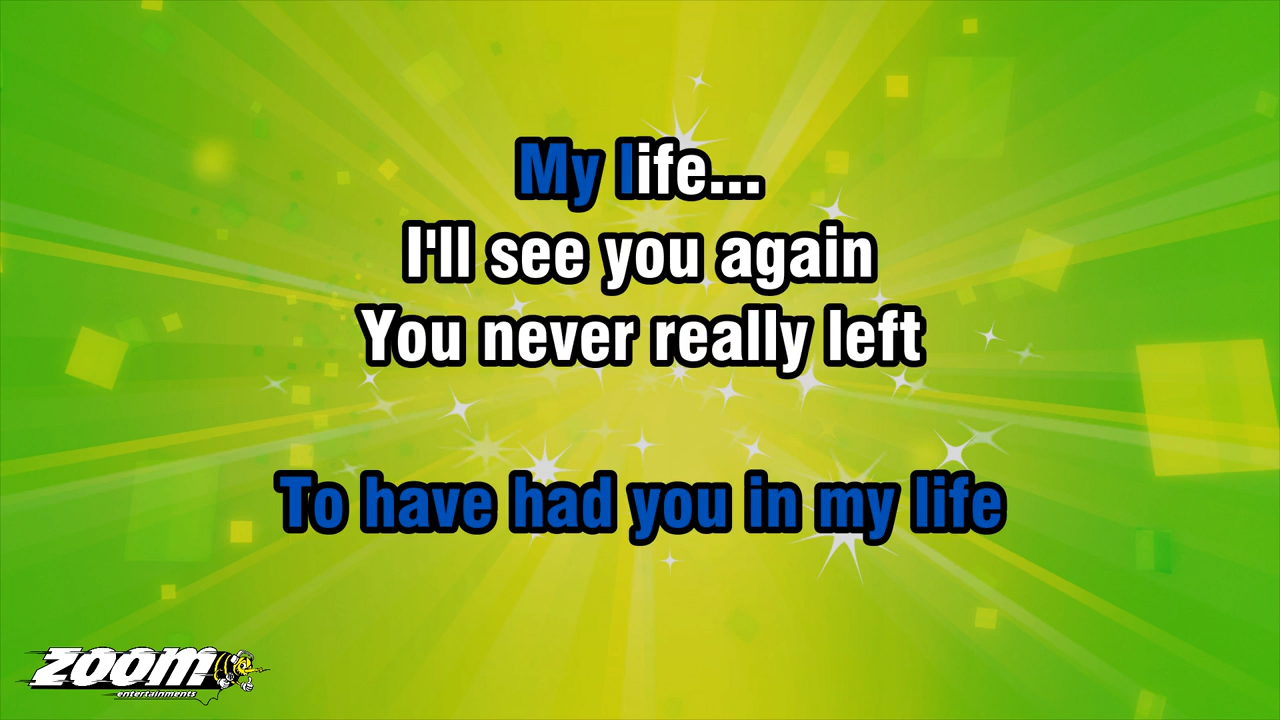 My life...
I'll see you again
You never really left
To have had you in my life
zoom
entertainments